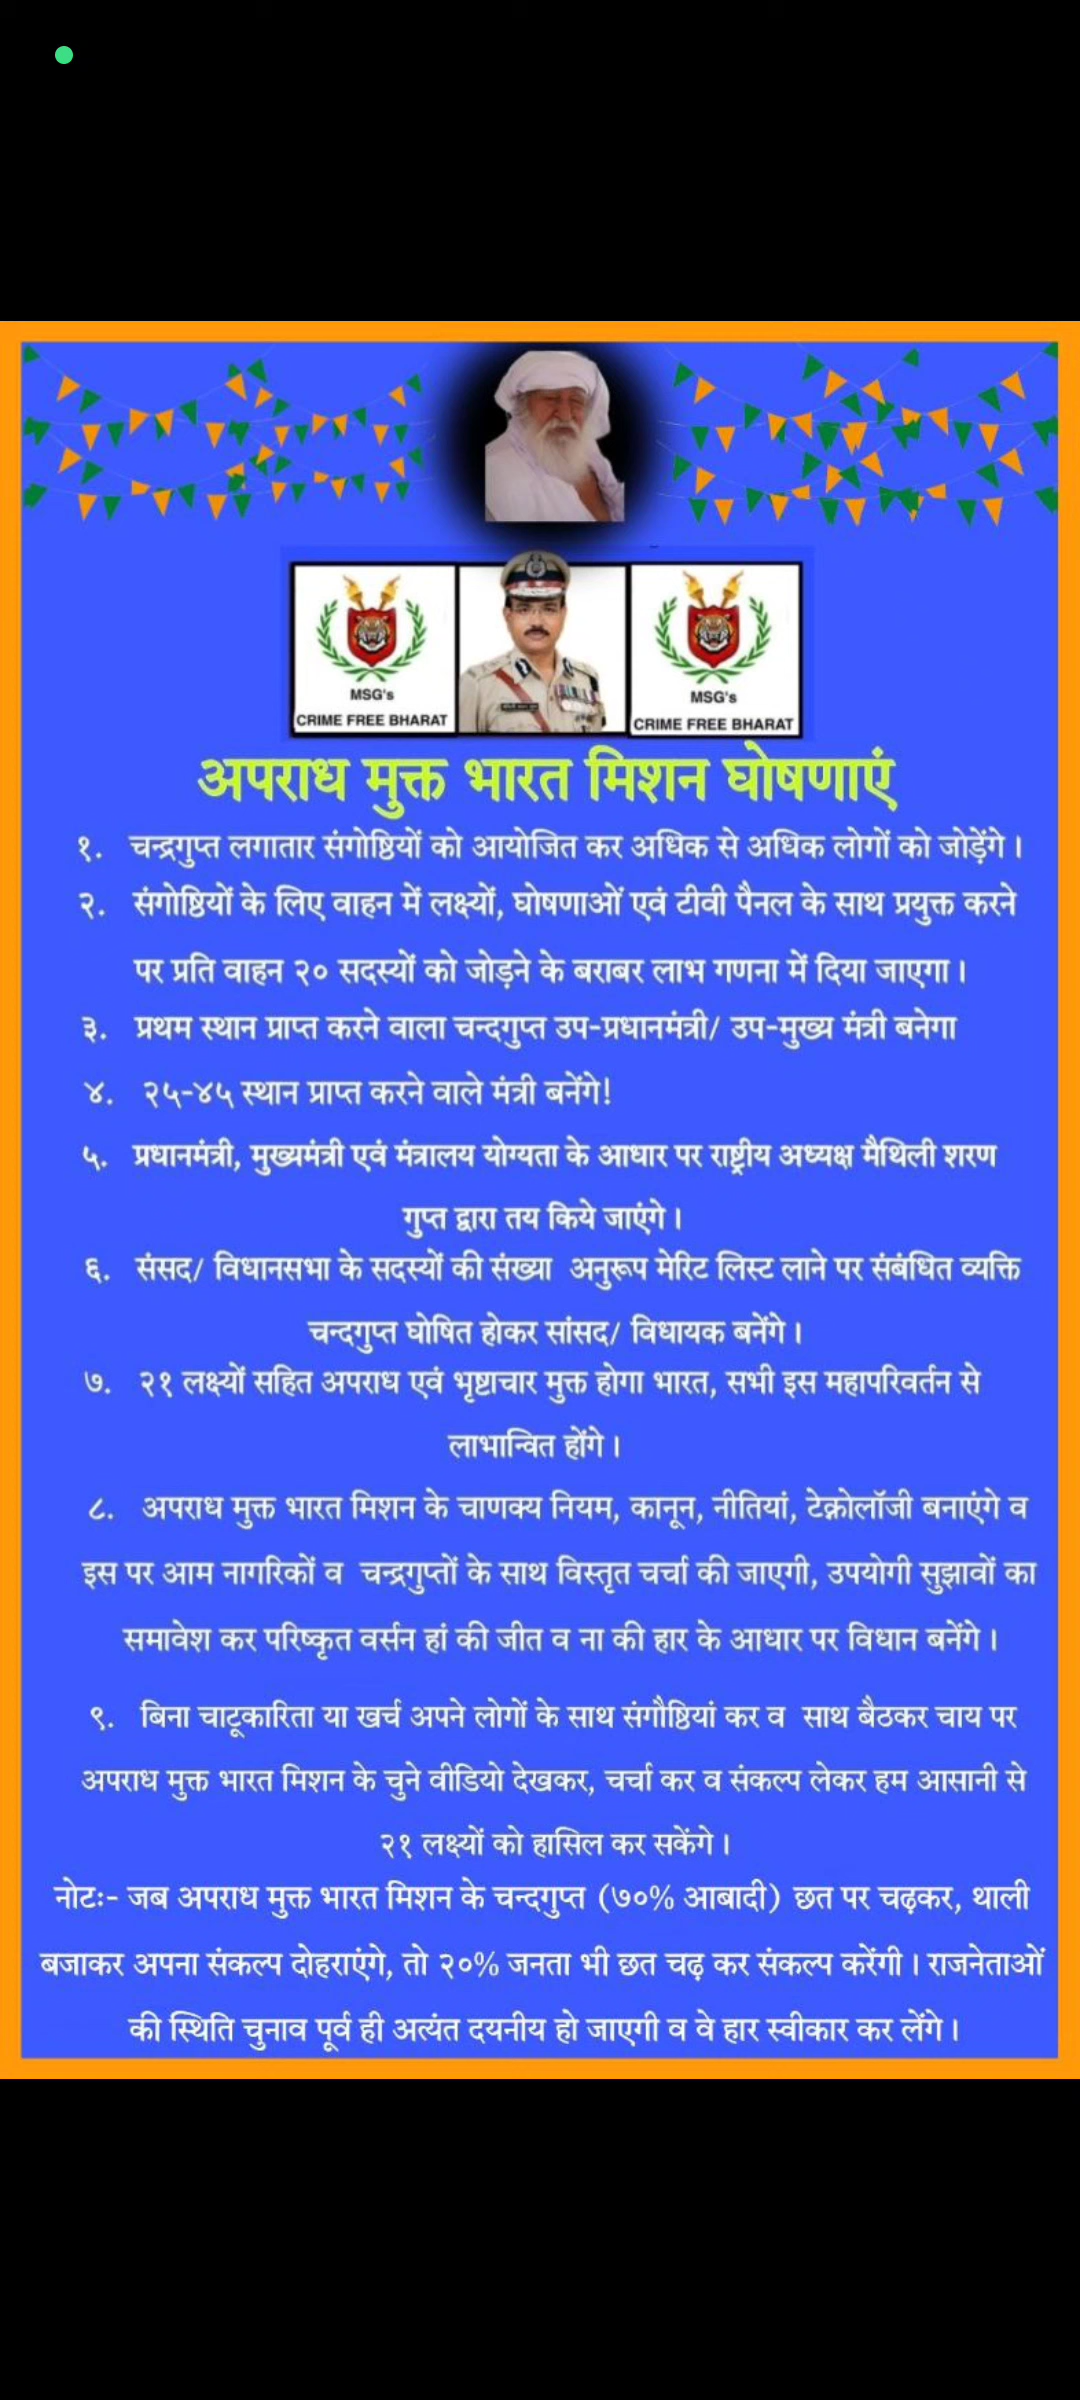 MSG's
CRIME FREE BHARAT
MSG's
CRIME FREE BHARAT
अपराध मुक्त भारत मिशन घोषणाएं
१. चन्द्रगुप्त लगातार संगोष्ठियों को आयोजित कर अधिक से अधिक लोगों को जोड़ेंगे।
२. संगोष्ठियों के लिए वाहन में लक्ष्यों, घोषणाओं एवं टीवी पैनल के साथ प्रयुक्त करने
पर प्रति वाहन २० सदस्यों को जोड़ने के बराबर लाभ गणना में दिया जाएगा।
३. प्रथम स्थान प्राप्त करने वाला चन्दगुप्त उप-प्रधानमंत्री/ उप-मुख्य मंत्री बनेगा
४. २५-४५ स्थान प्राप्त करने वाले मंत्री बनेंगे!
५. प्रधानमंत्री, मुख्यमंत्री एवं मंत्रालय योग्यता के आधार पर राष्ट्रीय अध्यक्ष मैथिली शरण
गुप्त द्वारा तय किये जाएंगे।
६. संसद/ विधानसभा के सदस्यों की संख्या अनुरूप मेरिट लिस्ट लाने पर संबंधित व्यक्ति
चन्दगुप्त घोषित होकर सांसद/ विधायक बनेंगे।
७. २१ लक्ष्यों सहित अपराध एवं भृष्टाचार मुक्त होगा भारत, सभी इस महापरिवर्तन से
लाभान्वित होंगे।
८. अपराध मुक्त भारत मिशन के चाणक्य नियम, कानून, नीतियां, टेक्नोलॉजी बनाएंगे व
इस पर आम नागरिकों व चन्द्रगुप्तों के साथ विस्तृत चर्चा की जाएगी, उपयोगी सुझावों का
समावेश कर परिष्कृत वर्सन हां की जीत व ना की हार के आधार पर विधान बनेंगे।
९. बिना चाटूकारिता या खर्च अपने लोगों के साथ संगौष्ठियां कर व साथ बैठकर चाय पर
अपराध मुक्त भारत मिशन के चुने वीडियो देखकर, चर्चा कर व संकल्प लेकर हम आसानी से
२१ लक्ष्यों को हासिल कर सकेंगे।
नोटः- जब अपराध मुक्त भारत मिशन के चन्दगुप्त (७०% आबादी) छत पर चढ़कर, थाली
बजाकर अपना संकल्प दोहराएंगे, तो २०% जनता भी छत चढ़ कर संकल्प करेंगी। राजनेताओं
की स्थिति चुनाव पूर्व ही अत्यंत दयनीय हो जाएगी व वे हार स्वीकार कर लेंगे।